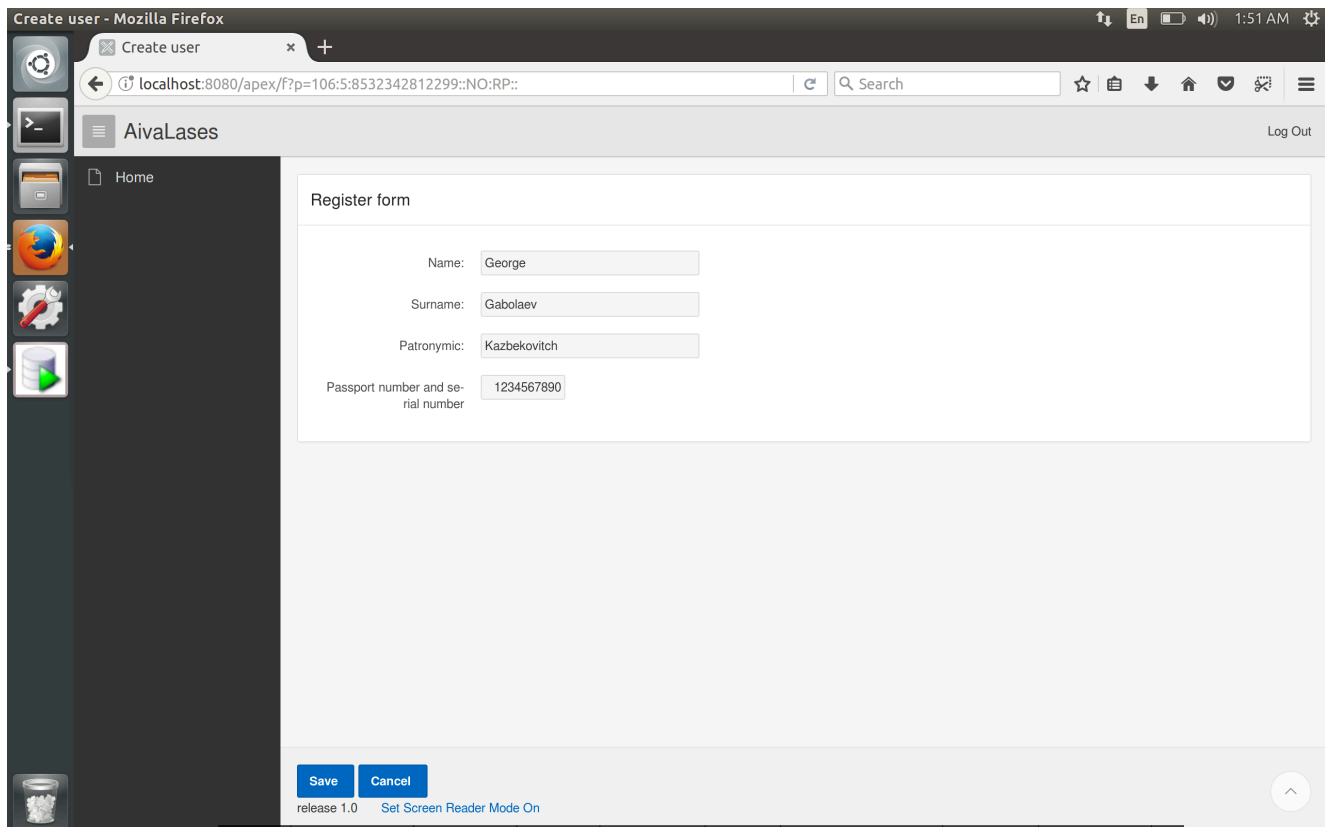 Create user - Mozilla Firefox
En
1:51 AM
Create user
localhost:8080/apex/f?p=106:5:8532342812299::NO:RP::
Search
AivaLases
Log Out
Home
Register form
Name:
George
Surname:
Gabolaev
Patronymic:
Kazbekovitch
Passport number and se-
rial number
1234567890
Save
Cancel
release 1.0
Set Screen Reader Mode On